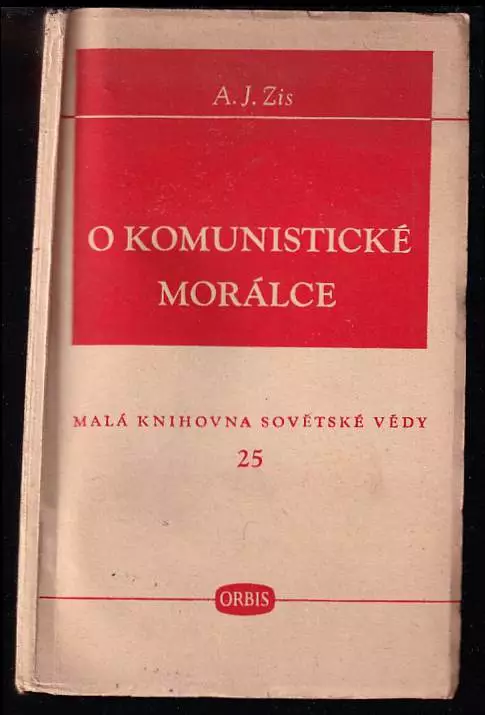 A. J. Zis
O KOMUNISTICKÉ
MORÁLCE
MALÁ KNIHOVNA SOVĚTSKÉ VĚDY
25
ORBIS